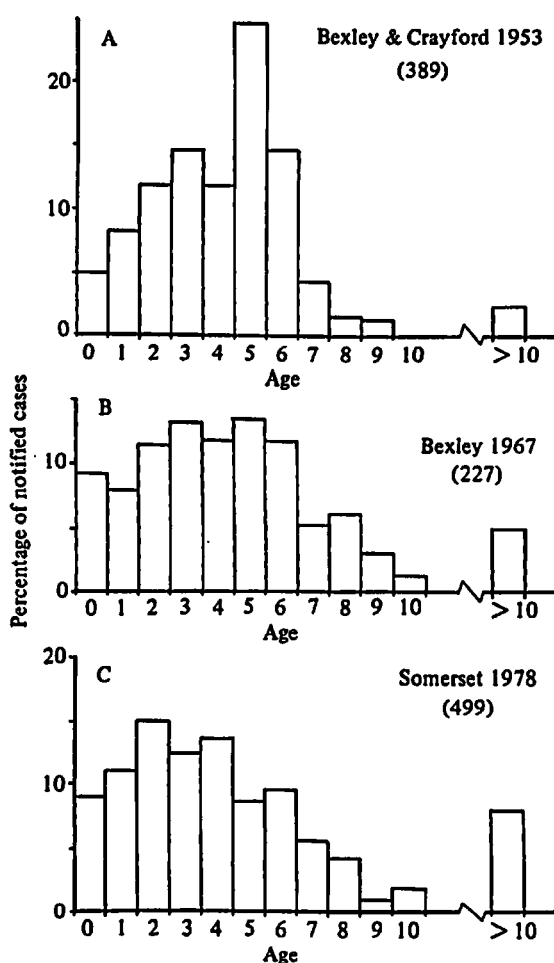 A
Bexley & Crayford 1953
(389)
20
10
0
0 1 2 3 4 5 6 7 8 9 10 > 10
Age
Percentage of notified cases
B
Bexley 1967
(227)
10
0
0 1 2 3 4 5 6 7 8 9 10 > 10
Age
20
C
Somerset 1978
(499)
10
0
0 1 2 3 4 5 6 7 8 9 10 > 10
Age